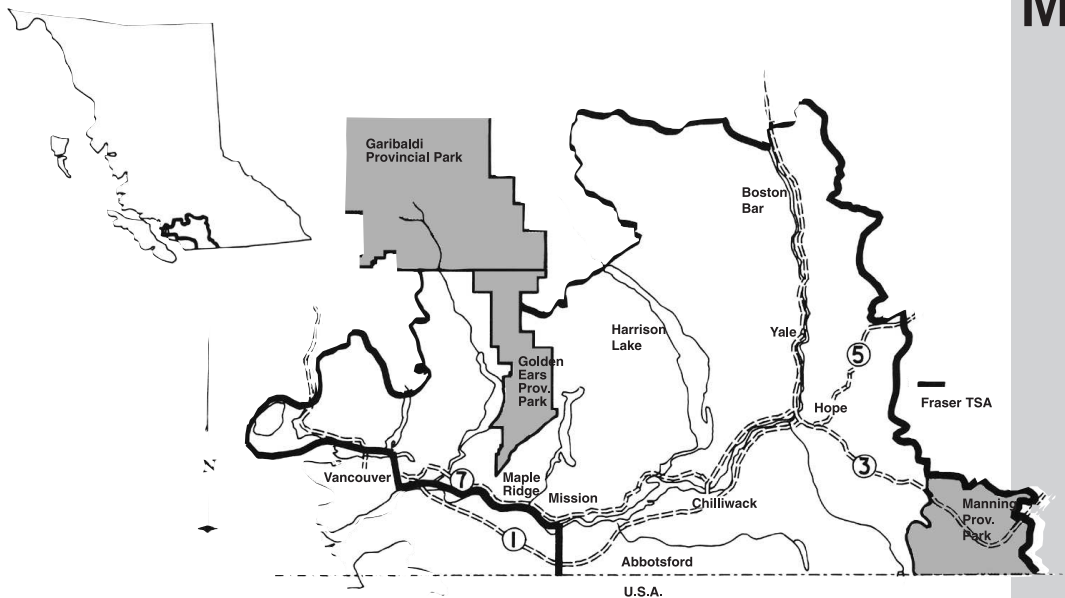 M
Garibaldi
Provincial Park
Boston
Bar
Yale
Harrison
Lake
5
Golden
Ears
Prov.
Park
Fraser TSA
Hope
3
7
Vancouver
Maple
Ridge
Mission
Chilliwack
Manning
Prov.
Park
1
Abbotsford
U.S.A.
N